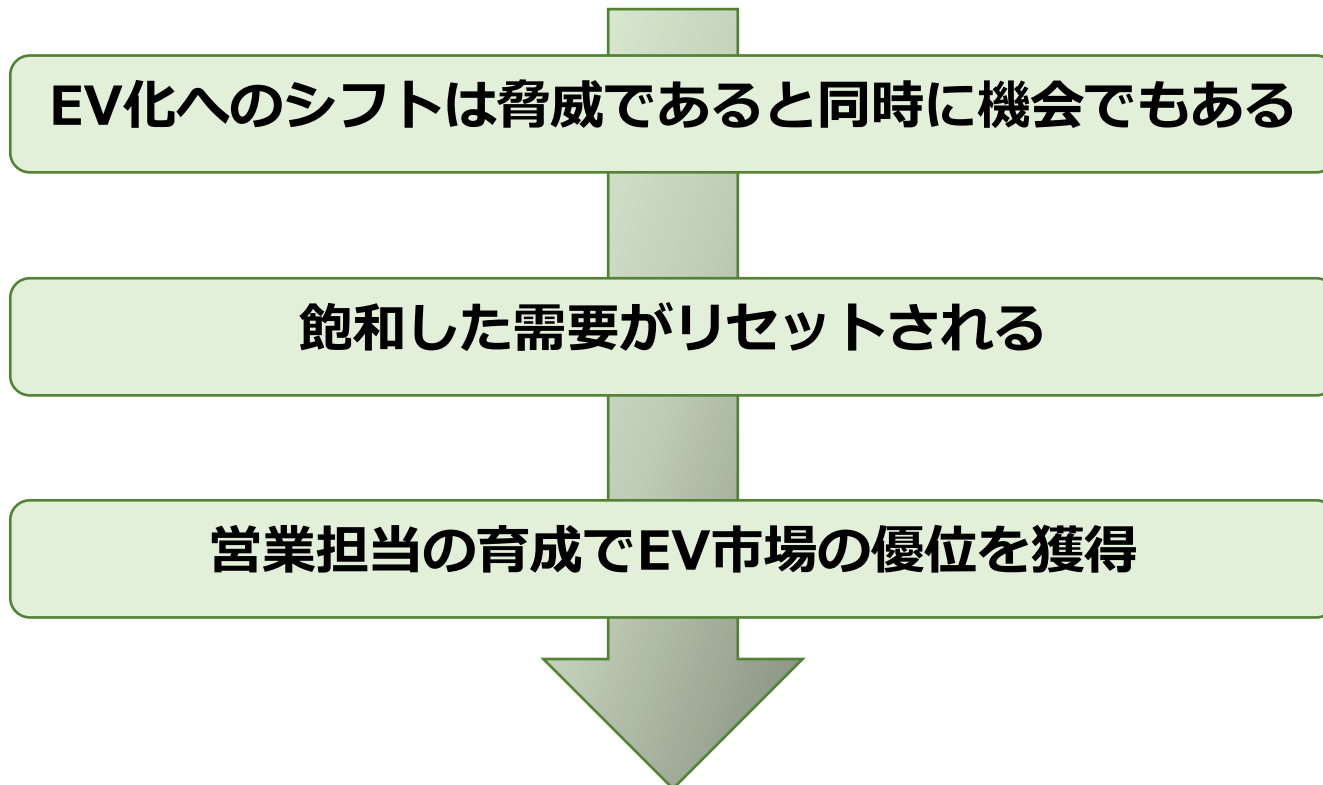 EV化へのシフトは脅威であると同時に機会でもある
飽和した需要がリセットされる
営業担当の育成でEV市場の優位を獲得